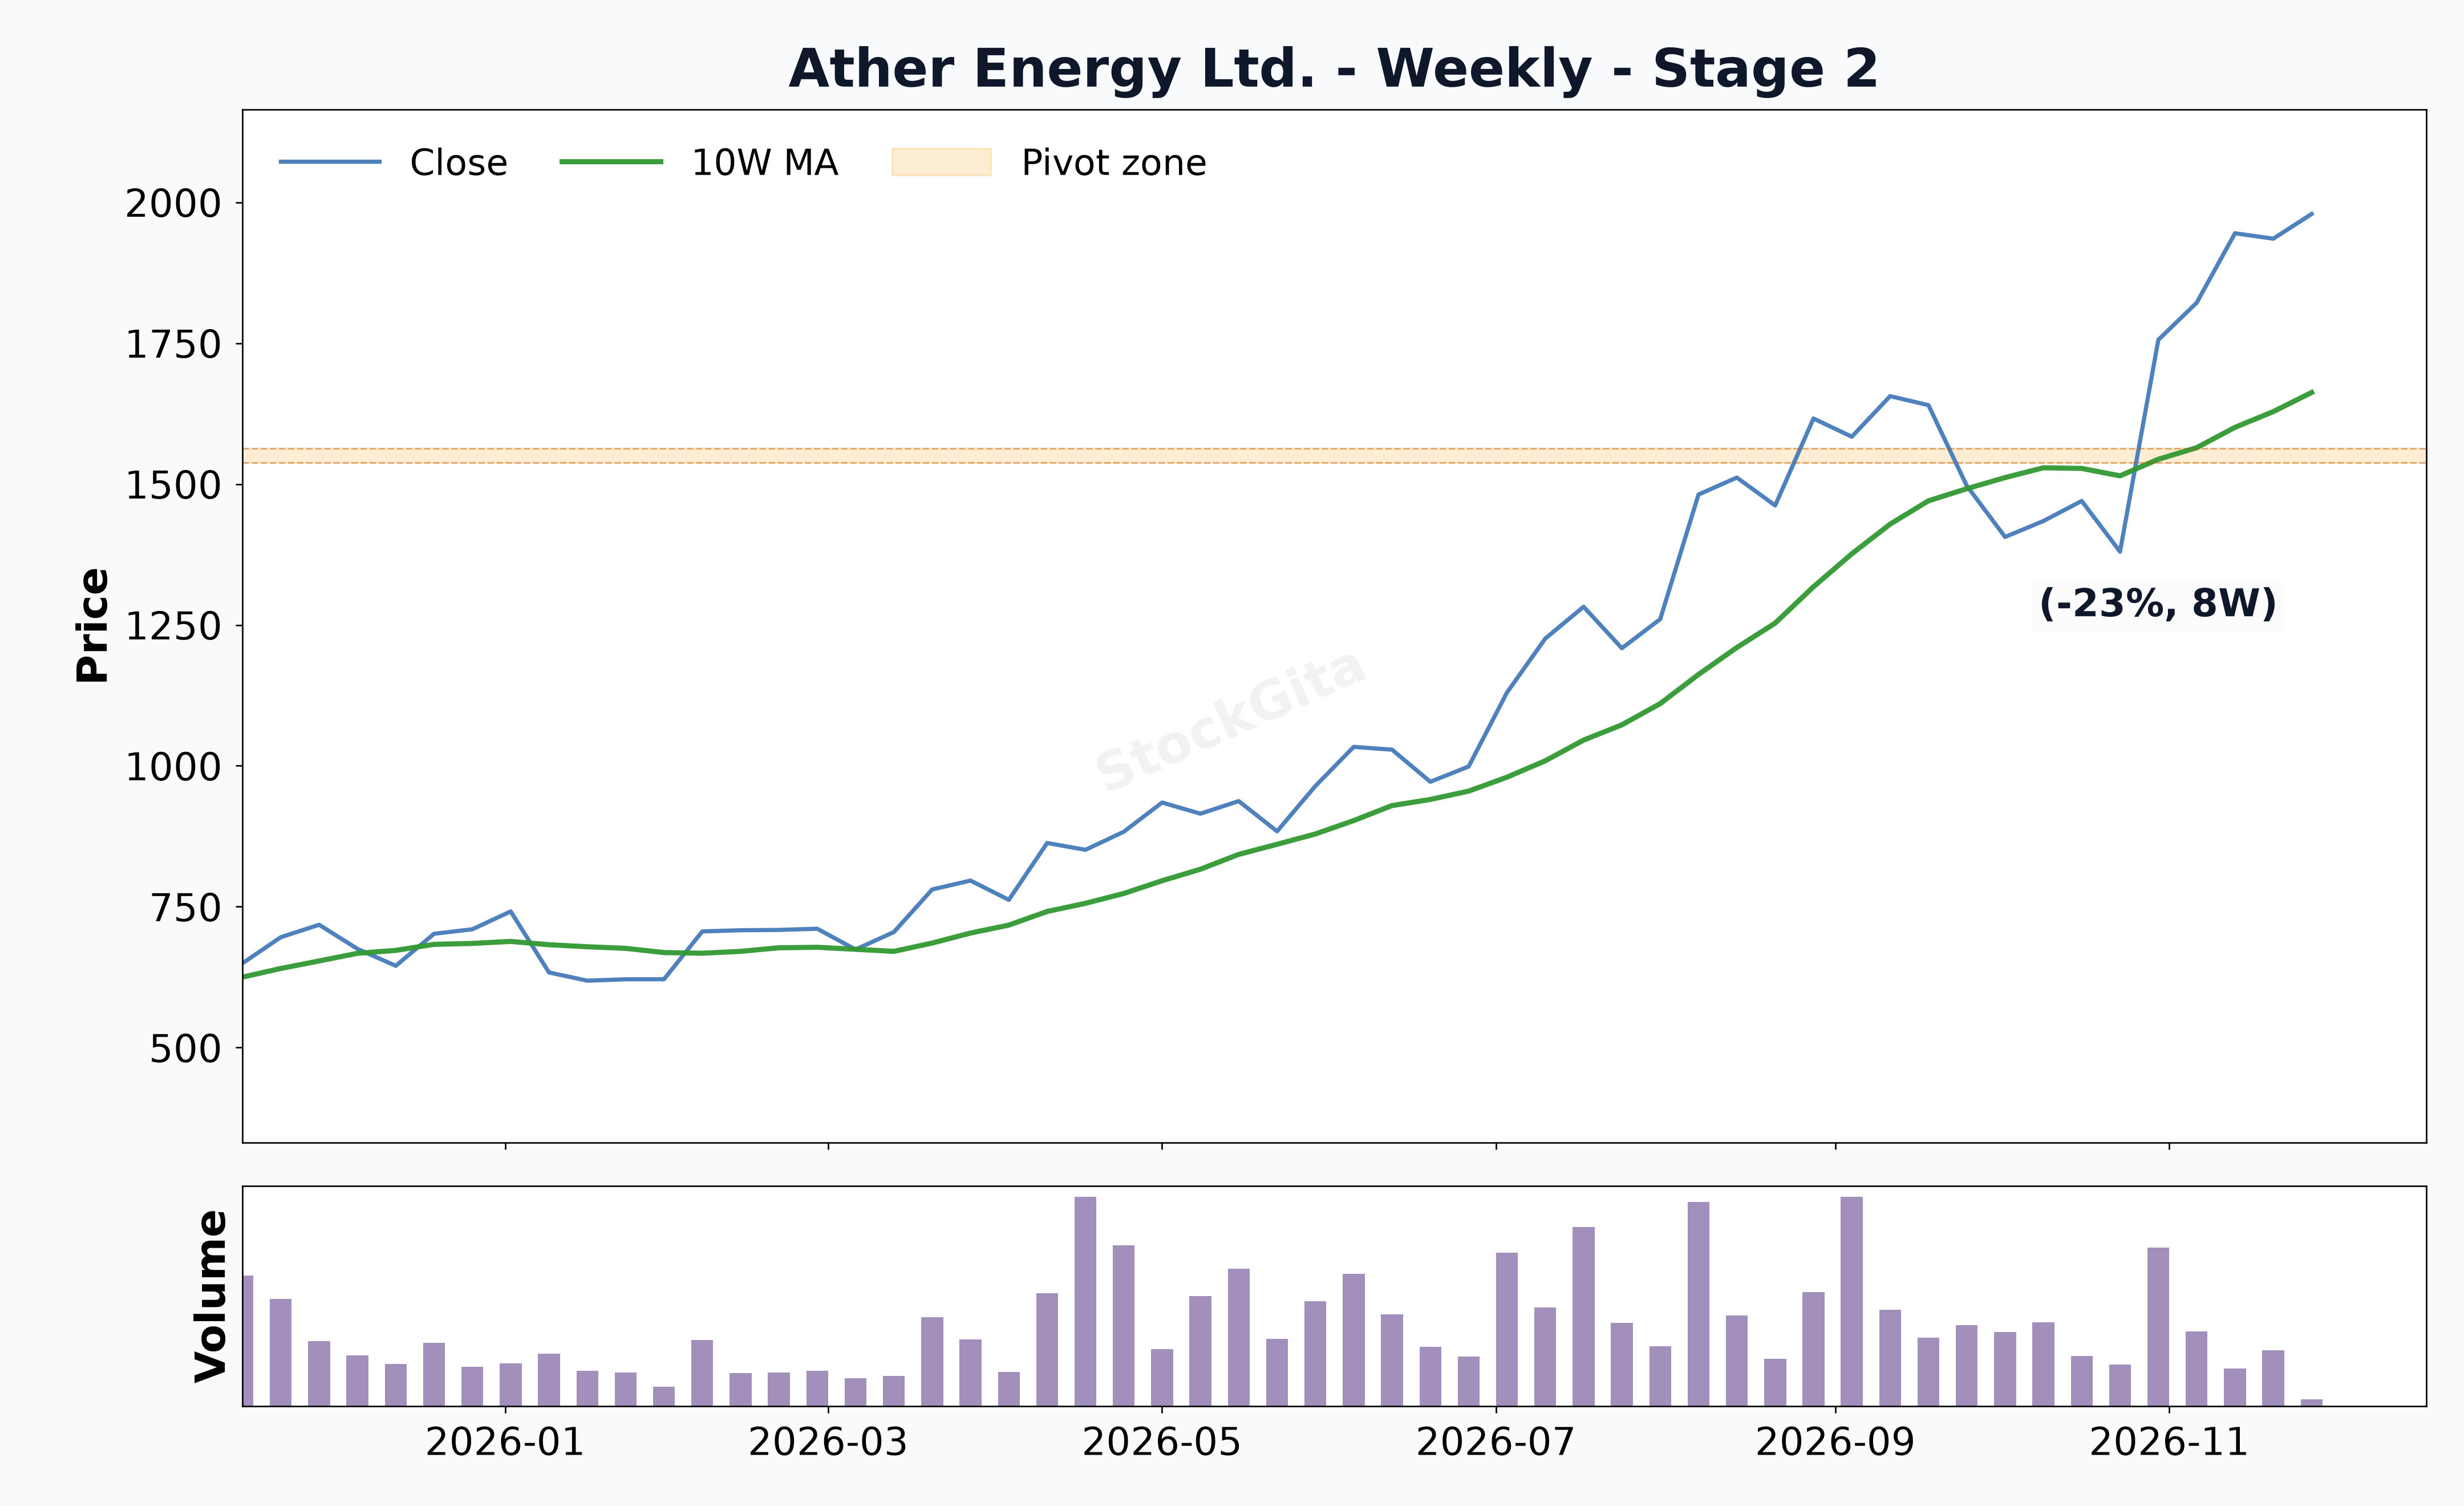 Ather Energy Ltd. - Weekly - Stage 2
Close 10W MA Pivot zone
Price
2000
1750
1500
1250
1000
750
500
(-23%, 8W)
StockGita
Volume
2026-01 2026-03 2026-05 2026-07 2026-09 2026-11